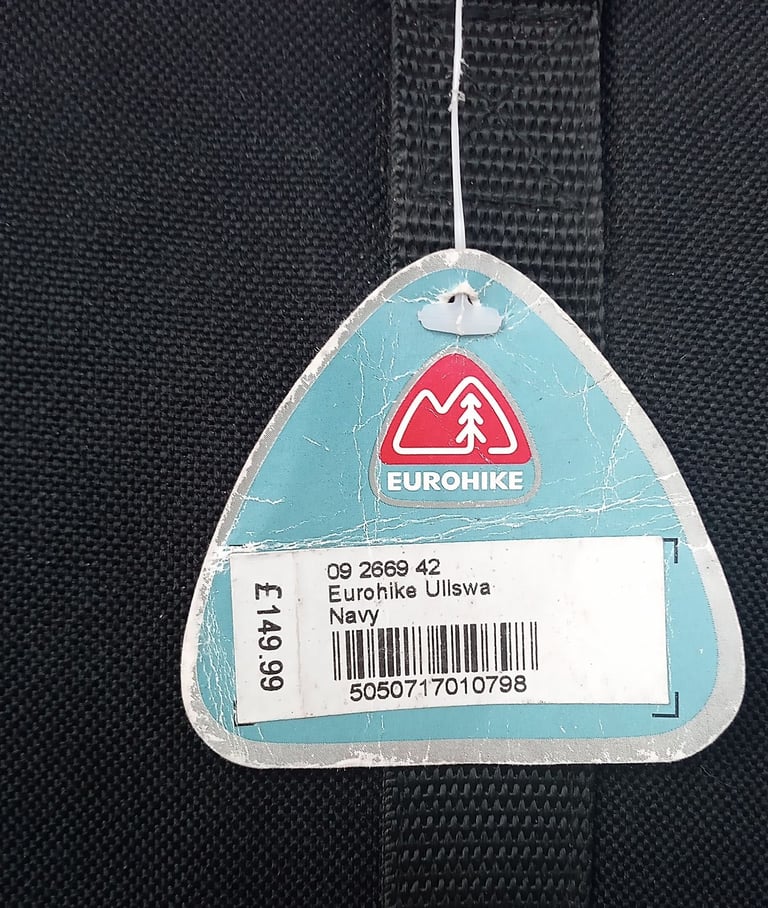 EUROHIKE
£149.99
09 2669 42
Eurohike Ullswa
Navy
5050717010798